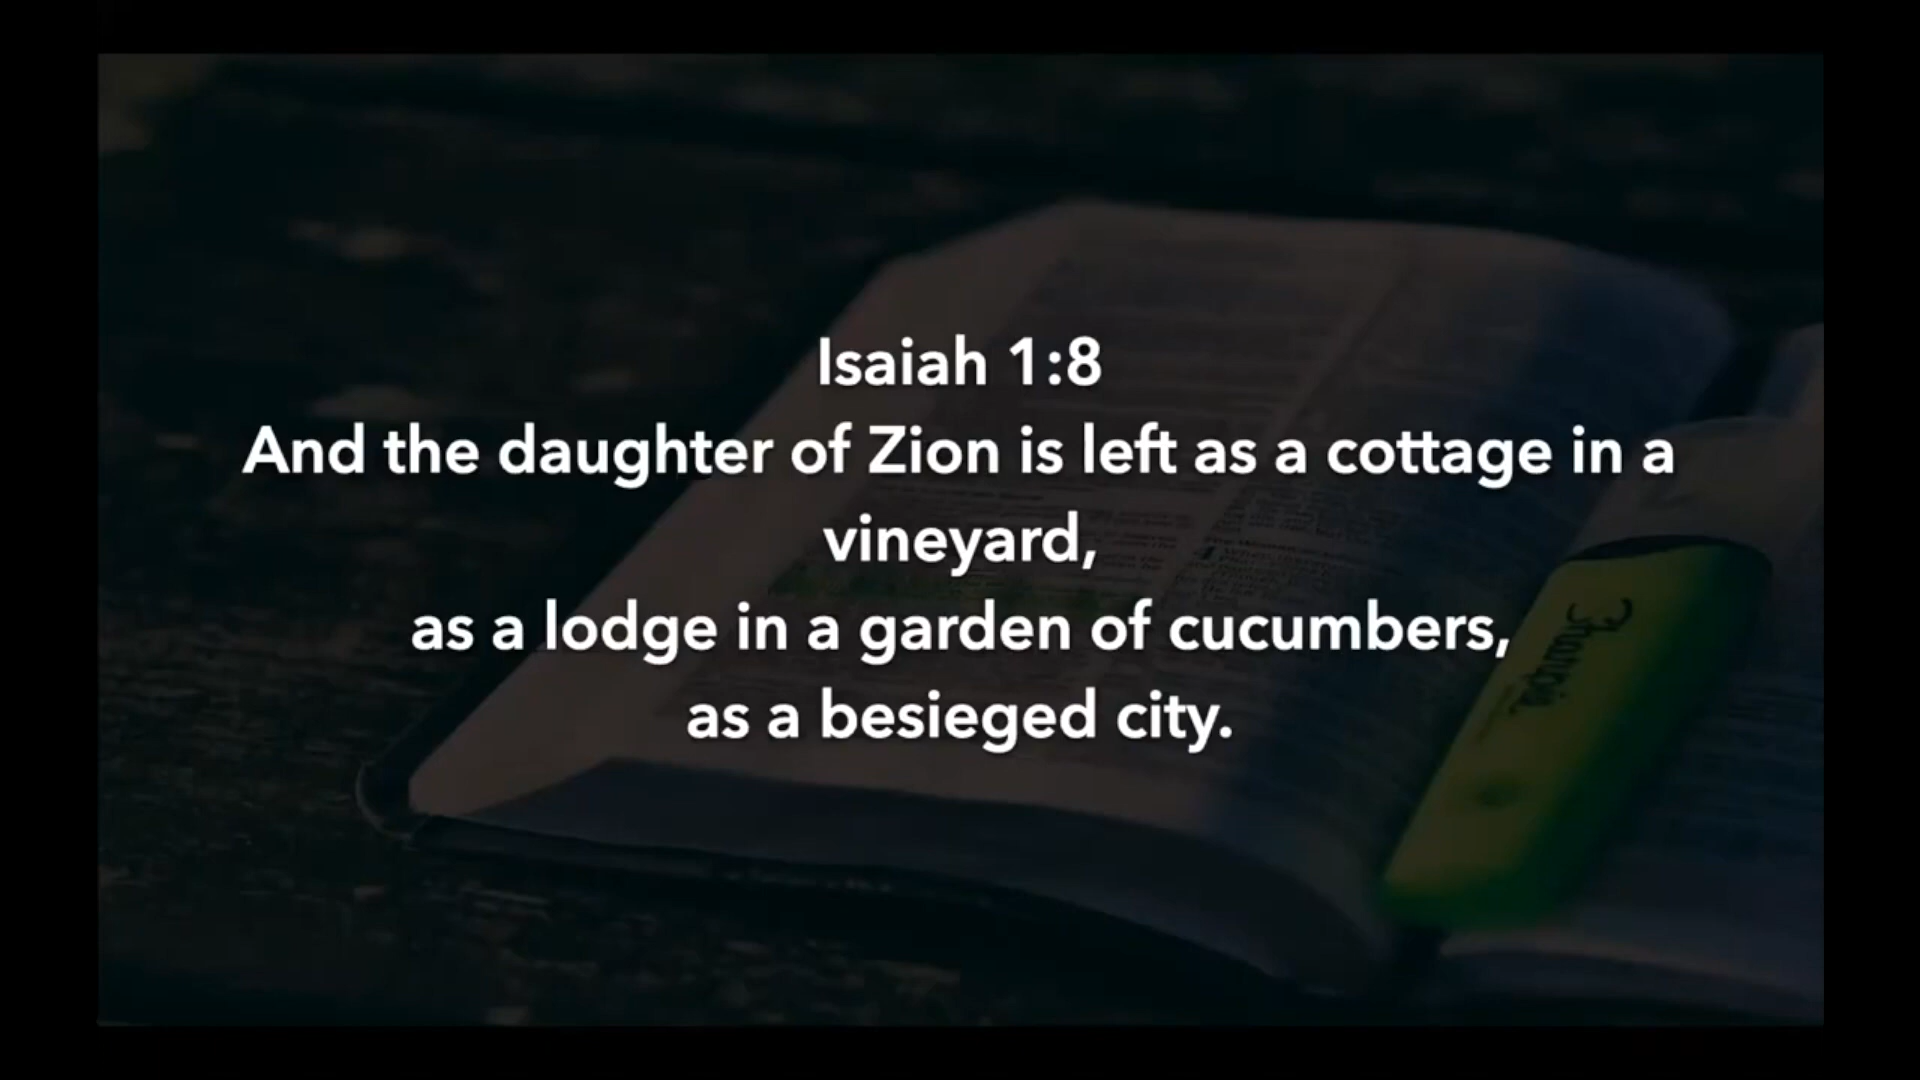 Isaiah 1:8
And the daughter of Zion is left as a cottage in a
vineyard,
as a lodge in a garden of cucumbers,
as a besieged city.
Sharpie